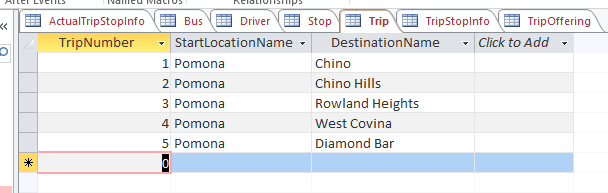 After Events Named Macros Relationships
ActualTripStopInfo Bus Driver Stop Trip TripStopInfo TripOffering
TripNumber StartLocationName DestinationName Click to Add
1 Pomona Chino
2 Pomona Chino Hills
3 Pomona Rowland Heights
4 Pomona West Covina
5 Pomona Diamond Bar
* 0